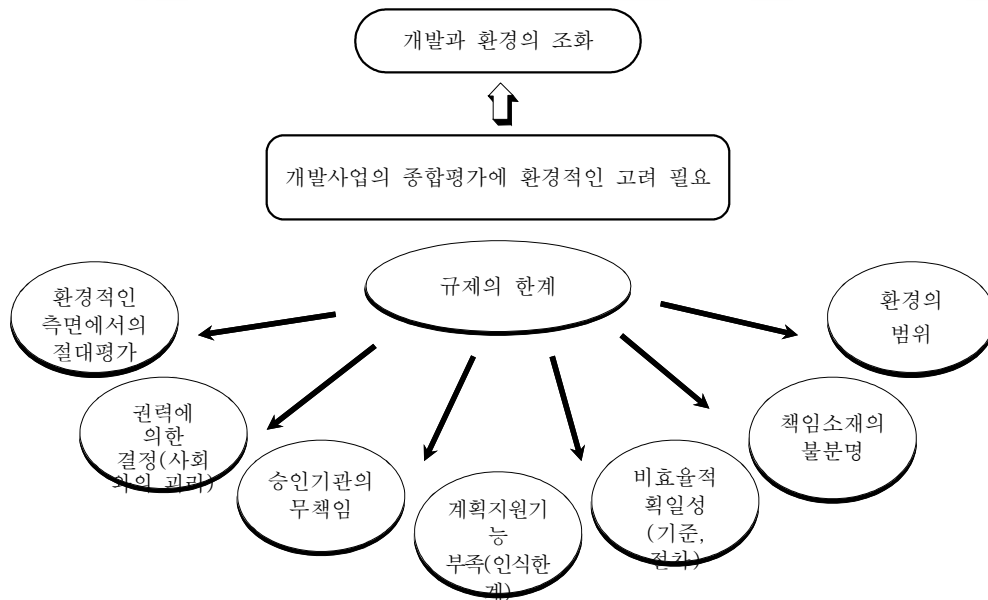 개발과 환경의 조화
개발사업의 종합평가에 환경적인 고려 필요
규제의 한계
환경적인
측면에서의
절대평가
권력에
의한
결정(사회
와의 괴리)
승인기관의
무책임
계획지원기
능
부족(인식한
계)
비효율적
획일성
(기준,
절차)
책임소재의
불분명
환경의
범위